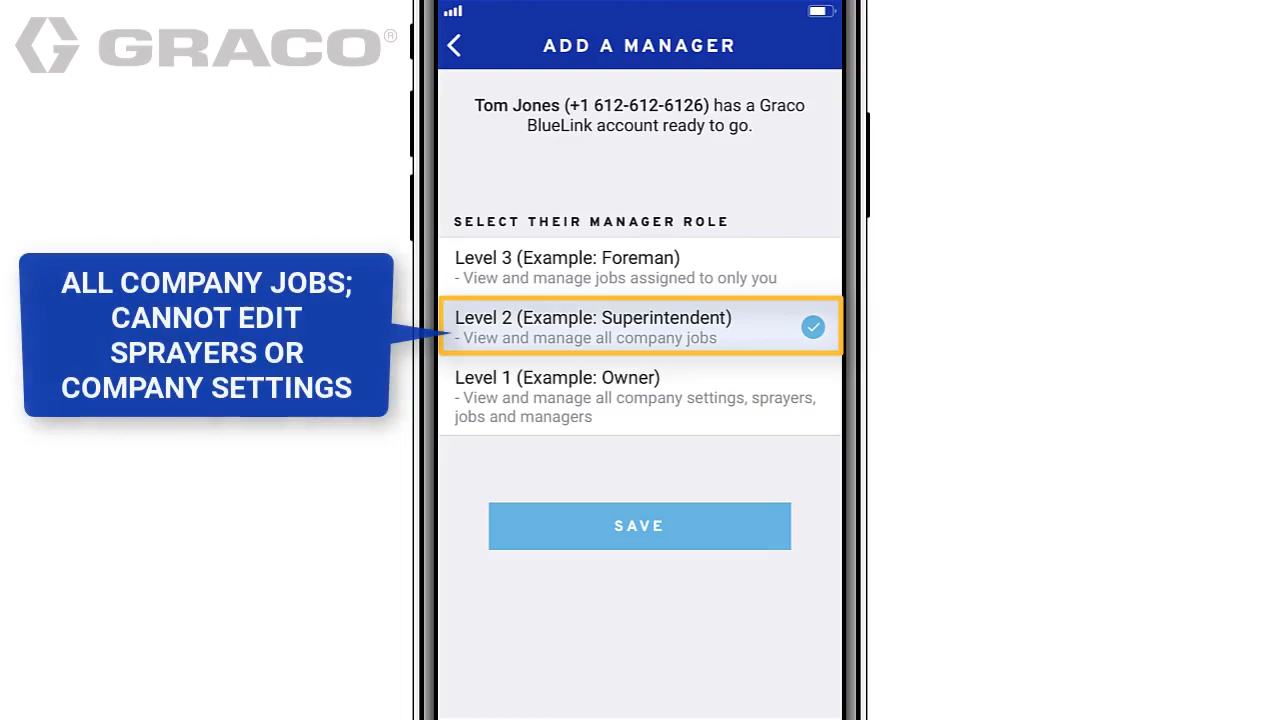 GRACO®
ADD A MANAGER
Tom Jones (+1 612-612-6126) has a Graco
BlueLink account ready to go.
SELECT THEIR MANAGER ROLE
Level 3 (Example: Foreman)
- View and manage jobs assigned to only you
ALL COMPANY JOBS;
CANNOT EDIT
SPRAYERS OR
COMPANY SETTINGS
Level 2 (Example: Superintendent)
- View and manage all company jobs
Level 1 (Example: Owner)
- View and manage all company settings, sprayers,
jobs and managers
SAVE